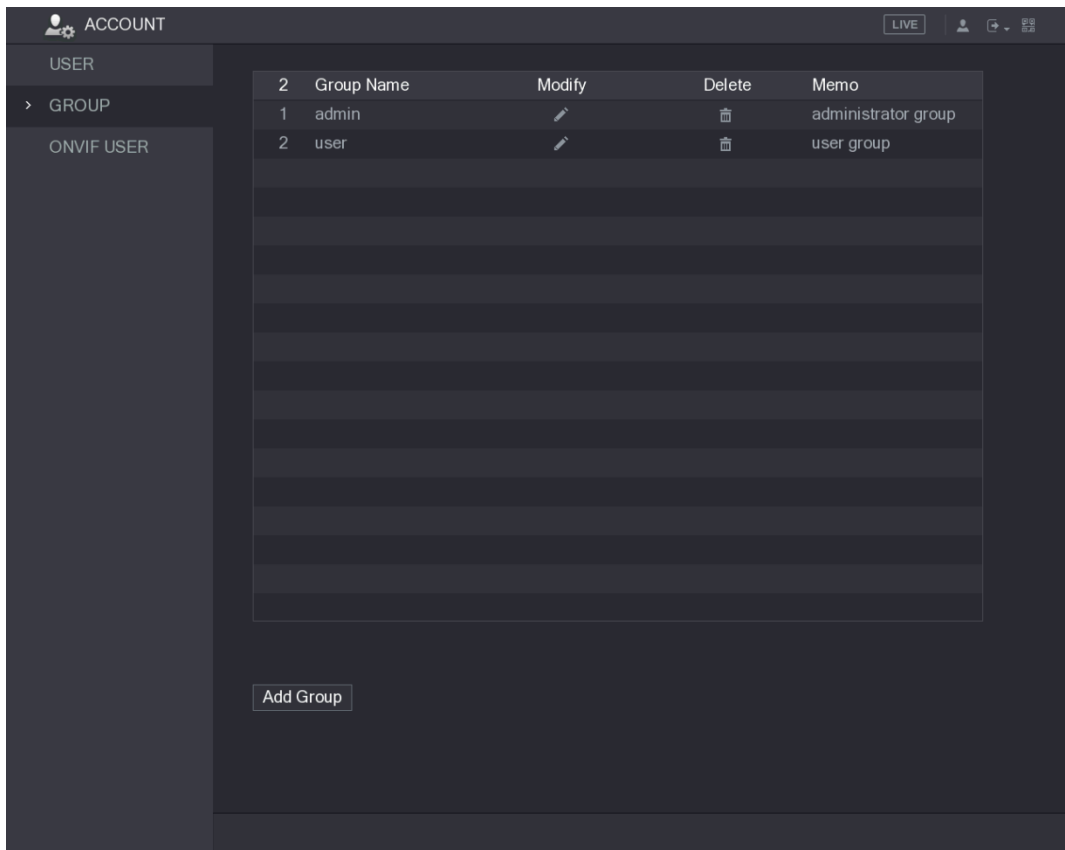 ACCOUNT LIVE
USER
GROUP
ONVIF USER
2 Group Name Modify Delete Memo
1 admin administrator group
2 user user group
Add Group